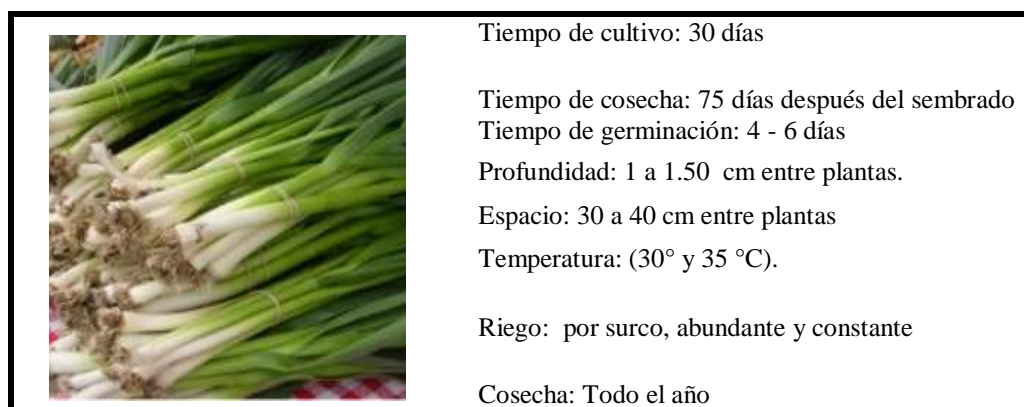 Tiempo de cultivo: 30 días
Tiempo de cosecha: 75 días después del sembrado
Tiempo de germinación: 4 - 6 días
Profundidad: 1 a 1.50 cm entre plantas.
Espacio: 30 a 40 cm entre plantas
Temperatura: (30° y 35 °C).
Riego: por surco, abundante y constante
Cosecha: Todo el año